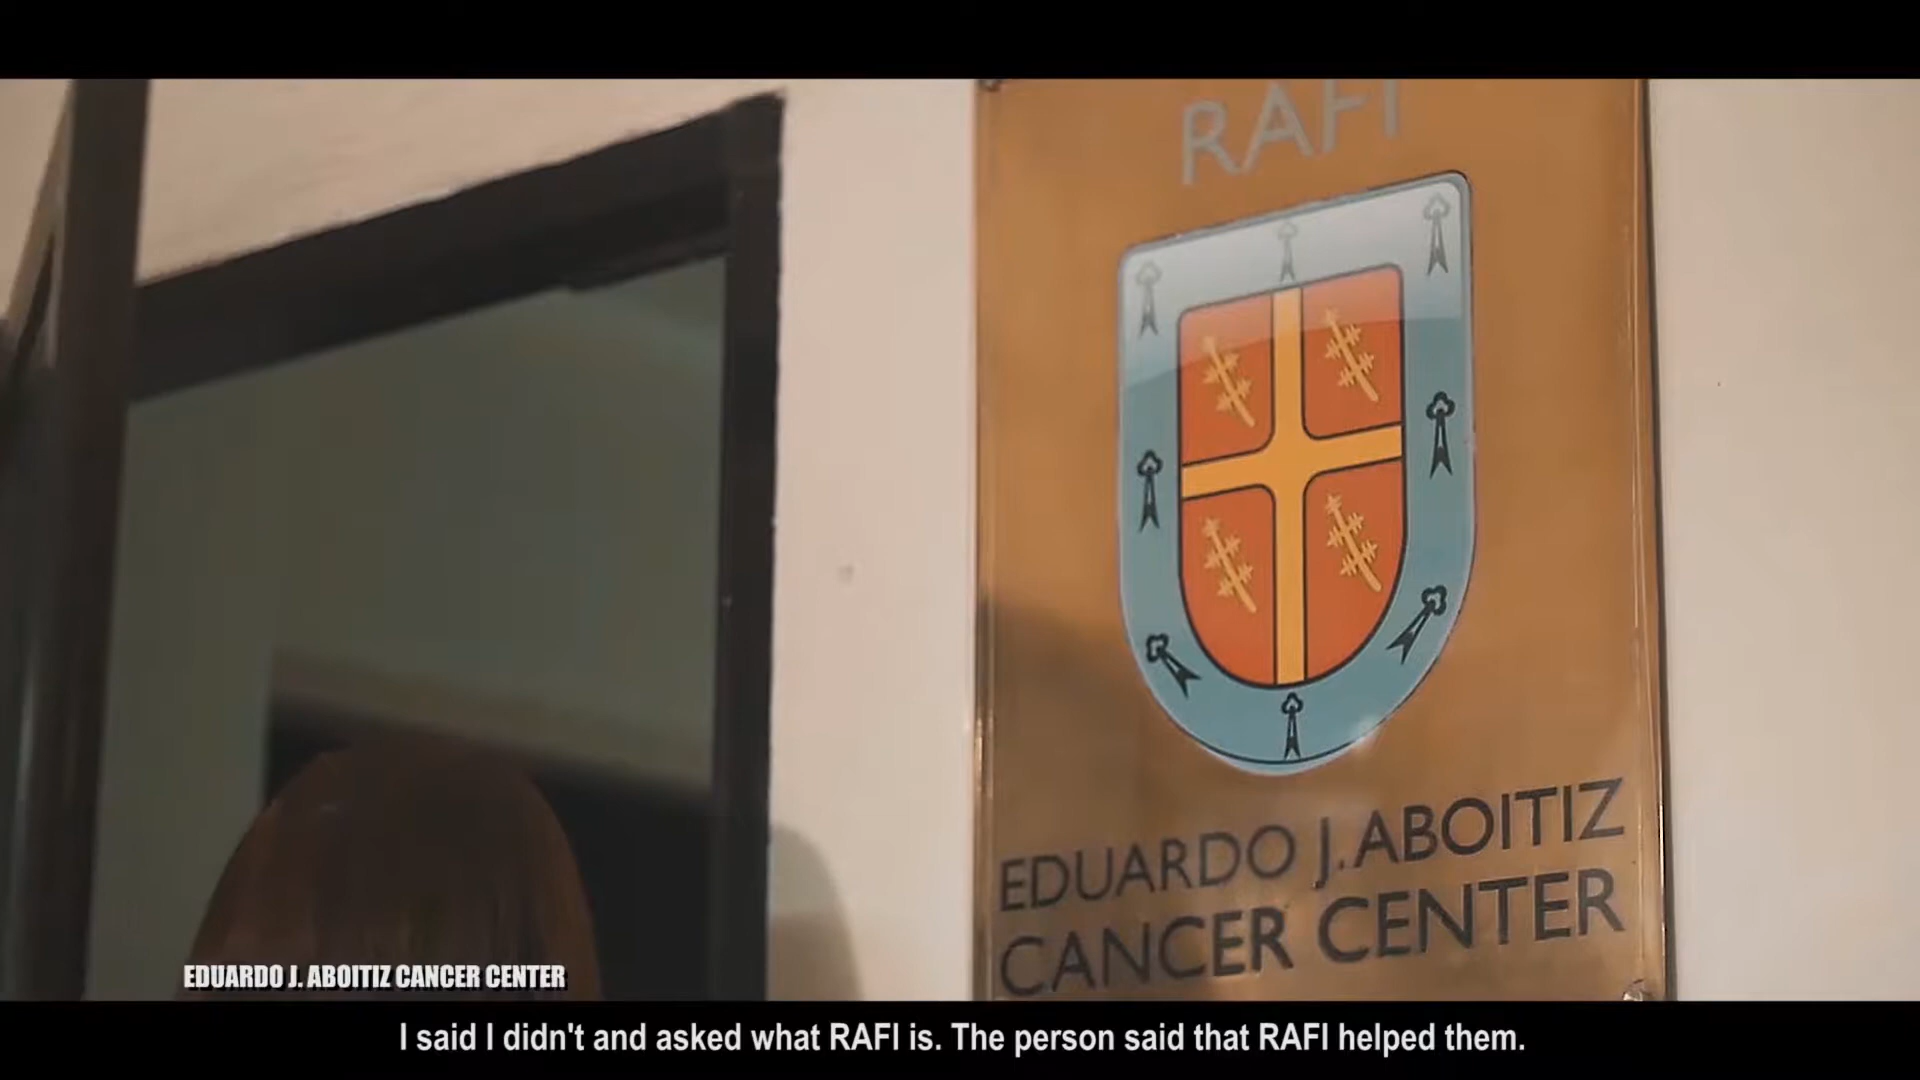 RAFI
EDUARDO J. ABOITIZ
CANCER CENTER
EDUARDO J. ABOITIZ CANCER CENTER
I said I didn't and asked what RAFI is. The person said that RAFI helped them.